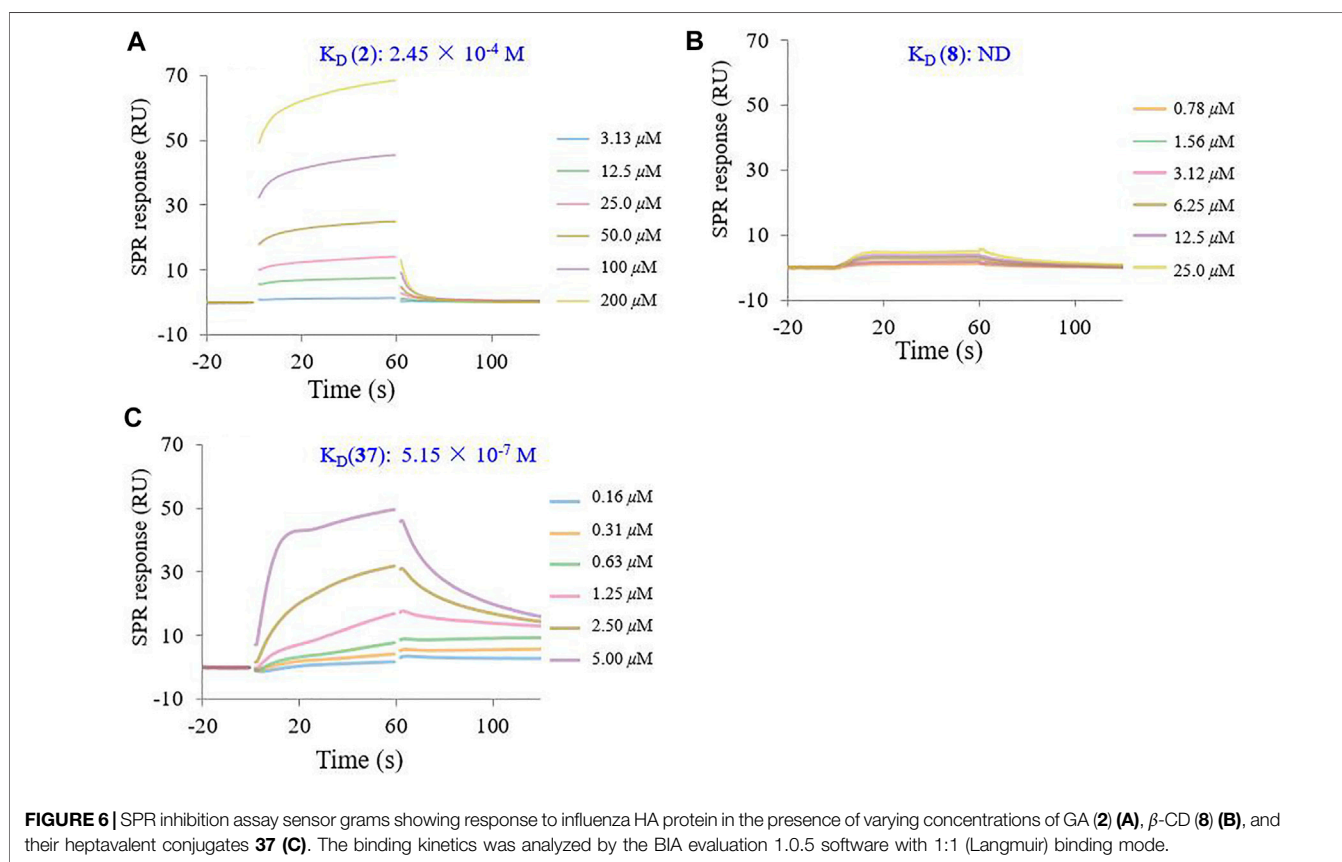 A
K_D (2): 2.45 × 10⁻⁴ M
SPR response (RU)
70
50
30
10
-10
-20
20
60
100
Time (s)
3.13 μM
12.5 μM
25.0 μM
50.0 μM
100 μM
200 μM
B
K_D (8): ND
SPR response (RU)
70
50
30
10
-10
-20
20
60
100
Time (s)
0.78 μM
1.56 μM
3.12 μM
6.25 μM
12.5 μM
25.0 μM
C
K_D(37): 5.15 × 10⁻⁷ M
SPR response (RU)
70
50
30
10
-10
-20
20
60
100
Time (s)
0.16 μM
0.31 μM
0.63 μM
1.25 μM
2.50 μM
5.00 μM
FIGURE 6 | SPR inhibition assay sensor grams showing response to influenza HA protein in the presence of varying concentrations of GA (2) (A), β-CD (8) (B), and
their heptavalent conjugates 37 (C). The binding kinetics was analyzed by the BIA evaluation 1.0.5 software with 1:1 (Langmuir) binding mode.